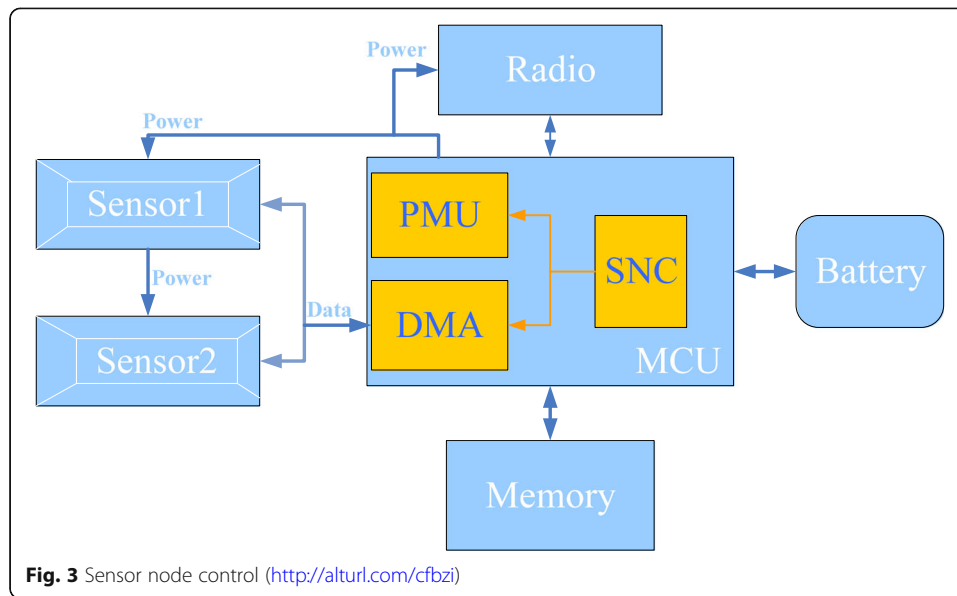 Power
Radio
Power
Sensor1
PMU
SNC
Battery
Power
Data
DMA
Sensor2
MCU
Memory
Fig. 3 Sensor node control (http://alturl.com/cfbzi)